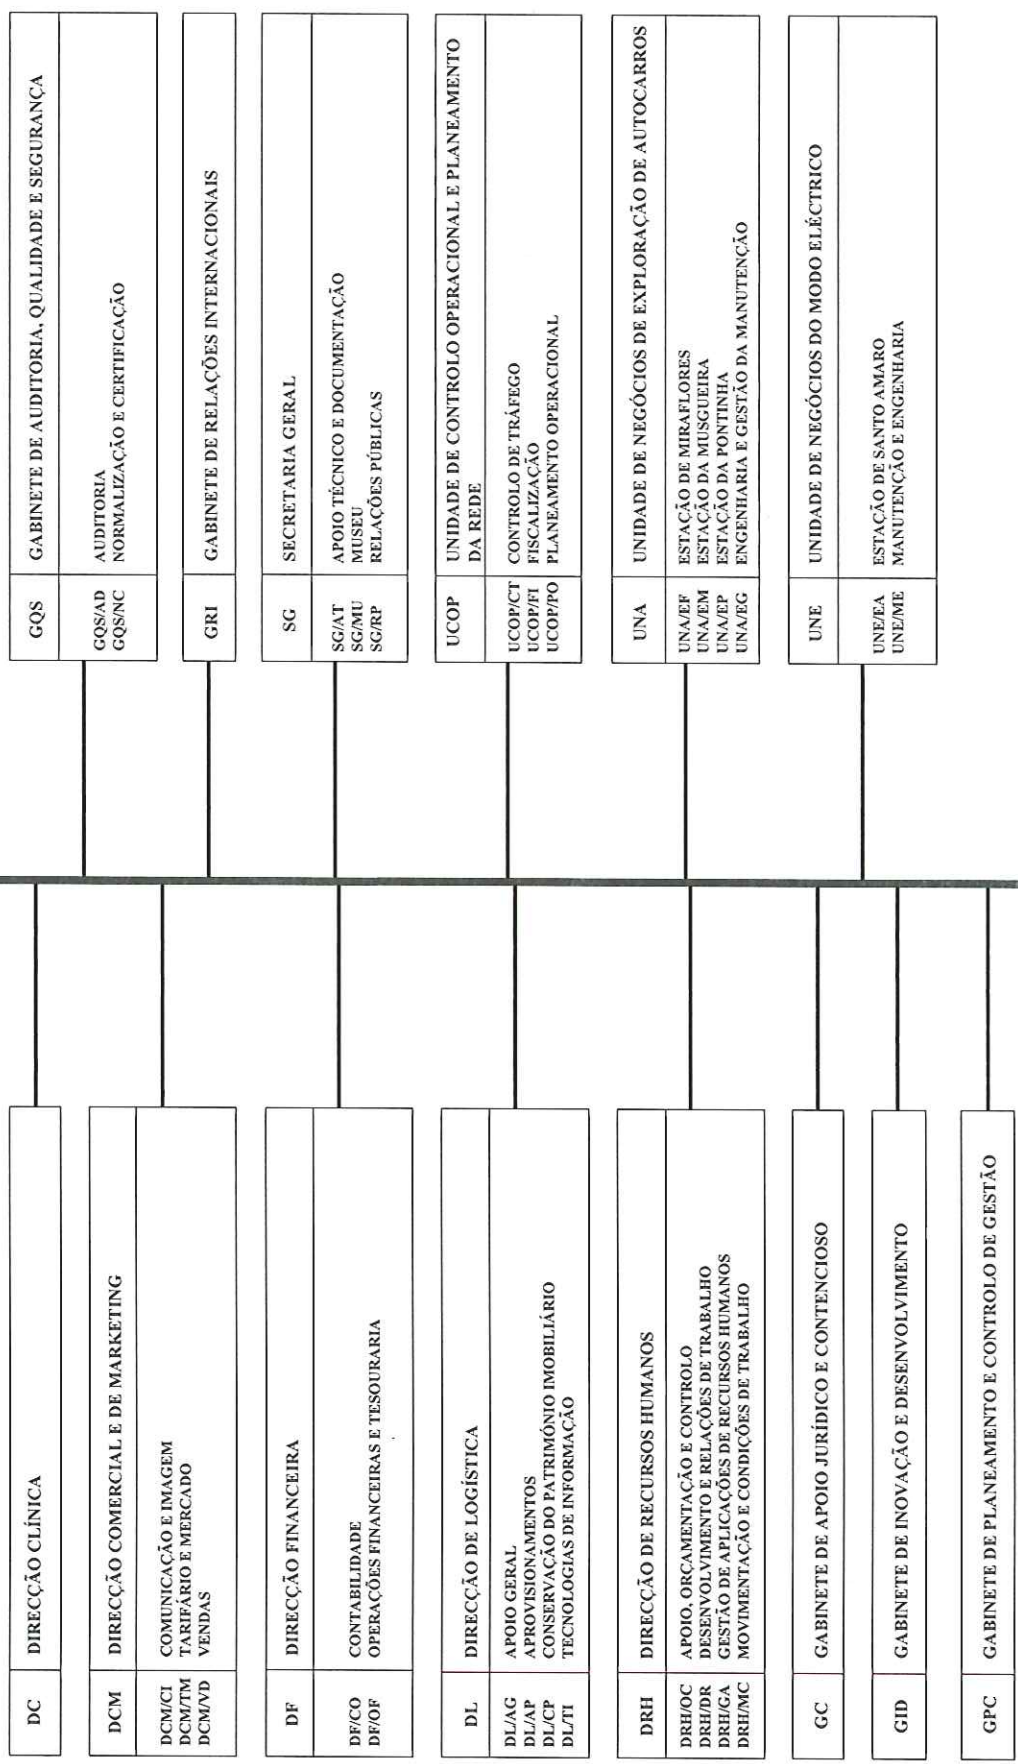 DC DIRECÇÃO CLÍNICA
DCM DIRECÇÃO COMERCIAL E DE MARKETING
DCM/CI COMUNICAÇÃO E IMAGEM
DCM/TM TARIFÁRIO E MERCADO
DCM/VD VENDAS
DF DIRECÇÃO FINANCEIRA
DF/CO CONTABILIDADE
DF/OF OPERAÇÕES FINANCEIRAS E TESOURARIA
DL DIRECÇÃO DE LOGÍSTICA
DL/AG APOIO GERAL
DL/AP APROVISIONAMENTOS
DL/CP CONSERVAÇÃO DO PATRIMÓNIO IMOBILIÁRIO
DL/TI TECNOLOGIAS DE INFORMAÇÃO
DRH DIRECÇÃO DE RECURSOS HUMANOS
DRH/OC APOIO, ORÇAMENTAÇÃO E CONTROLO
DRH/DR DESENVOLVIMENTO E RELAÇÕES DE TRABALHO
DRH/GA GESTÃO DE APLICAÇÕES DE RECURSOS HUMANOS
DRH/MC MOVIMENTAÇÃO E CONDIÇÕES DE TRABALHO
GC GABINETE DE APOIO JURÍDICO E CONTENCIOSO
GID GABINETE DE INOVAÇÃO E DESENVOLVIMENTO
GPC GABINETE DE PLANEAMENTO E CONTROLO DE GESTÃO
GQS GABINETE DE AUDITORIA, QUALIDADE E SEGURANÇA
GQS/AD AUDITORIA
GQS/NC NORMALIZAÇÃO E CERTIFICAÇÃO
GRI GABINETE DE RELAÇÕES INTERNACIONAIS
SG SECRETARIA GERAL
SG/AT APOIO TÉCNICO E DOCUMENTAÇÃO
SG/MU MUSEU
SG/RP RELAÇÕES PÚBLICAS
UCOP UNIDADE DE CONTROLO OPERACIONAL E PLANEAMENTO
DA REDE
UCOP/CT CONTROLO DE TRÁFEGO
UCOP/FI FISCALIZAÇÃO
UCOP/PO PLANEAMENTO OPERACIONAL
UNA UNIDADE DE NEGÓCIOS DE EXPLORAÇÃO DE AUTOCARROS
UNA/EF ESTAÇÃO DE MIRAFLORES
UNA/EM ESTAÇÃO DA MUSGUEIRA
UNA/EP ESTAÇÃO DA PONTINHA
UNA/EG ENGENHARIA E GESTÃO DA MANUTENÇÃO
UNE UNIDADE DE NEGÓCIOS DO MODO ELÉCTRICO
UNE/EA ESTAÇÃO DE SANTO AMARO
UNE/ME MANUTENÇÃO E ENGENHARIA